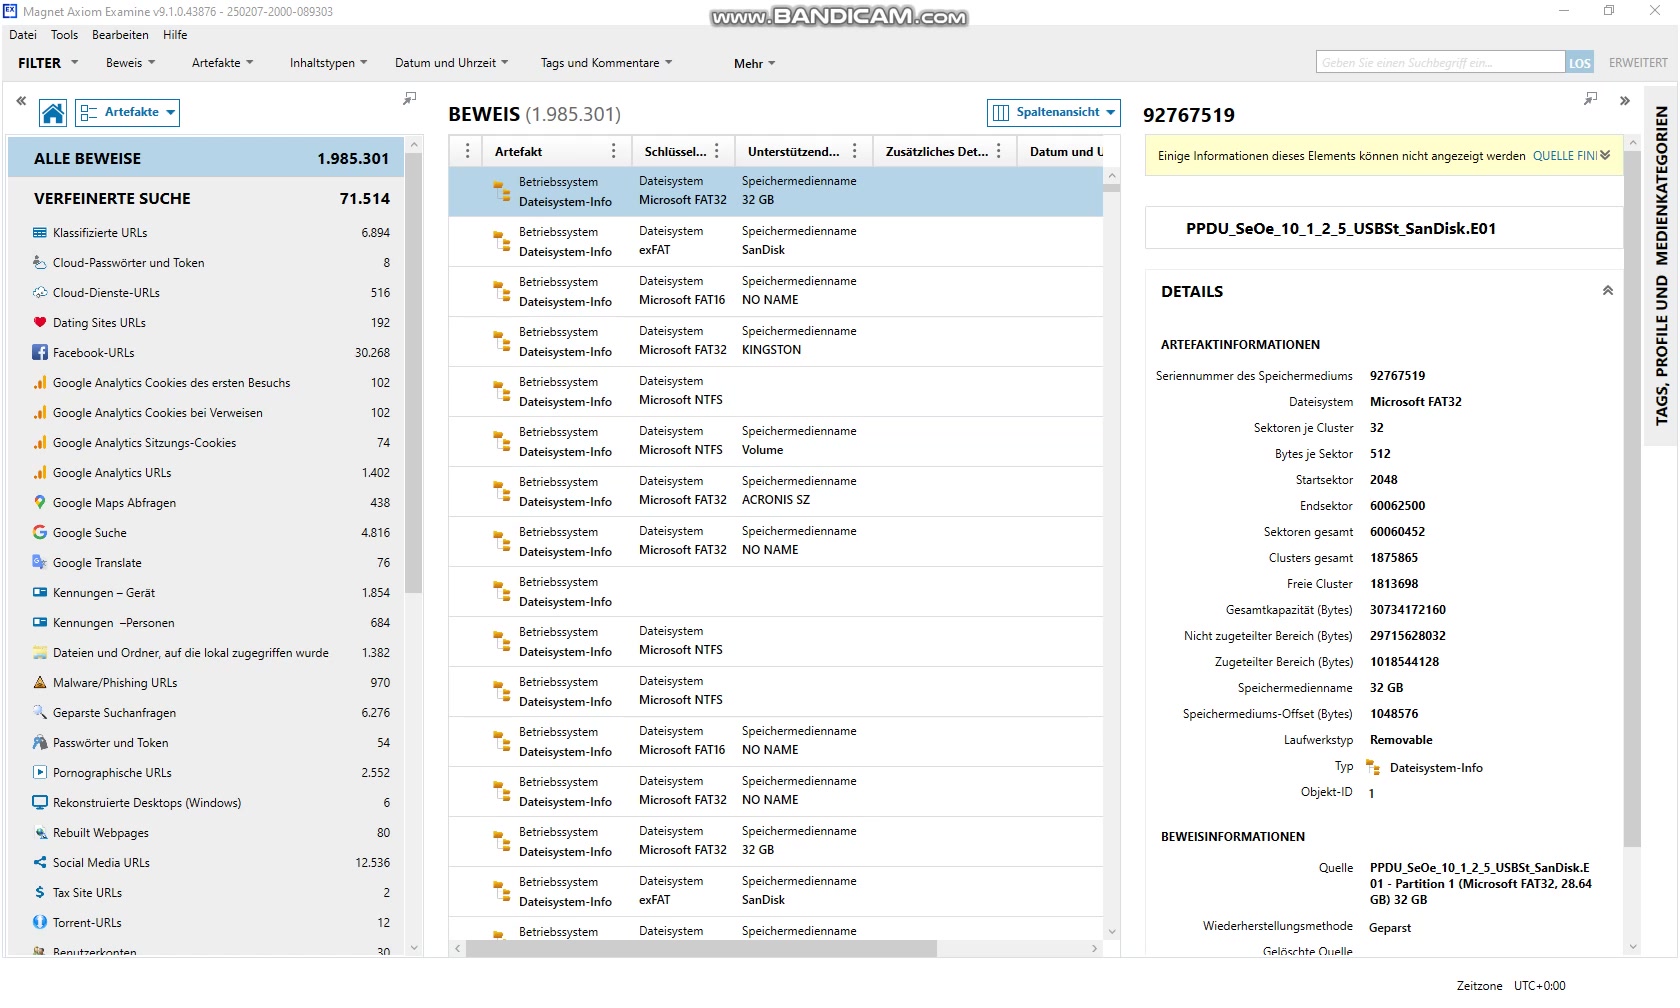 Magnet Axiom Examine v9.1.0.43876 - 250207-2000-089303
www.BANDICAM.com
Datei Tools Bearbeiten Hilfe
FILTER Beweis Artefakte Inhaltstypen Datum und Uhrzeit Tags und Kommentare Mehr
Geben Sie einen Suchbegriff ein... LOS ERWEITERT
Artefakte
ALLE BEWEISE 1.985.301
VERFEINERTE SUCHE 71.514
Klassifizierte URLs 6.894
Cloud-Passwörter und Token 8
Cloud-Dienste-URLs 516
Dating Sites URLs 192
Facebook-URLs 30.268
Google Analytics Cookies des ersten Besuchs 102
Google Analytics Cookies bei Verweisen 102
Google Analytics Sitzungs-Cookies 74
Google Analytics URLs 1.402
Google Maps Abfragen 438
Google Suche 4.816
Google Translate 76
Kennungen – Gerät 1.854
Kennungen –Personen 684
Dateien und Ordner, auf die lokal zugegriffen wurde 1.382
Malware/Phishing URLs 970
Geparste Suchanfragen 6.276
Passwörter und Token 54
Pornographische URLs 2.552
Rekonstruierte Desktops (Windows) 6
Rebuilt Webpages 80
Social Media URLs 12.536
Tax Site URLs 2
Torrent-URLs 12
Benutzerkonten 30
BEWEIS (1.985.301)
Spaltenansicht
Artefakt Schlüssel... Unterstützend... Zusätzliches Det... Datum und U
Betriebssystem Dateisystem Speichermedienname
Dateisystem-Info Microsoft FAT32 32 GB
Betriebssystem Dateisystem Speichermedienname
Dateisystem-Info exFAT SanDisk
Betriebssystem Dateisystem Speichermedienname
Dateisystem-Info Microsoft FAT16 NO NAME
Betriebssystem Dateisystem Speichermedienname
Dateisystem-Info Microsoft FAT32 KINGSTON
Betriebssystem Dateisystem
Dateisystem-Info Microsoft NTFS
Betriebssystem Dateisystem Speichermedienname
Dateisystem-Info Microsoft NTFS Volume
Betriebssystem Dateisystem Speichermedienname
Dateisystem-Info Microsoft FAT32 ACRONIS SZ
Betriebssystem Dateisystem Speichermedienname
Dateisystem-Info Microsoft FAT32 NO NAME
Betriebssystem
Dateisystem-Info
Betriebssystem Dateisystem
Dateisystem-Info Microsoft NTFS
Betriebssystem Dateisystem
Dateisystem-Info Microsoft NTFS
Betriebssystem Dateisystem Speichermedienname
Dateisystem-Info Microsoft FAT16 NO NAME
Betriebssystem Dateisystem Speichermedienname
Dateisystem-Info Microsoft FAT32 NO NAME
Betriebssystem Dateisystem Speichermedienname
Dateisystem-Info Microsoft FAT32 32 GB
Betriebssystem Dateisystem Speichermedienname
Dateisystem-Info exFAT SanDisk
Betriebssystem Dateisystem Speichermedienname
92767519
Einige Informationen dieses Elements können nicht angezeigt werden QUELLE FIN
PPDU_SeOe_10_1_2_5_USBSt_SanDisk.E01
DETAILS
ARTEFAKTINFORMATIONEN
Seriennummer des Speichermediums 92767519
Dateisystem Microsoft FAT32
Sektoren je Cluster 32
Bytes je Sektor 512
Startsektor 2048
Endsektor 60062500
Sektoren gesamt 60060452
Clusters gesamt 1875865
Freie Cluster 1813698
Gesamtkapazität (Bytes) 30734172160
Nicht zugeteilter Bereich (Bytes) 29715628032
Zugeteilter Bereich (Bytes) 1018544128
Speichermedienname 32 GB
Speichermediums-Offset (Bytes) 1048576
Laufwerkstyp Removable
Typ Dateisystem-Info
Objekt-ID 1
BEWEISINFORMATIONEN
Quelle PPDU_SeOe_10_1_2_5_USBSt_SanDisk.E
01 - Partition 1 (Microsoft FAT32, 28.64
GB) 32 GB
Wiederherstellungsmethode Geparst
Gelöschte Quelle
TAGS, PROFILE UND MEDIENKATEGORIEN
Zeitzone UTC+0:00